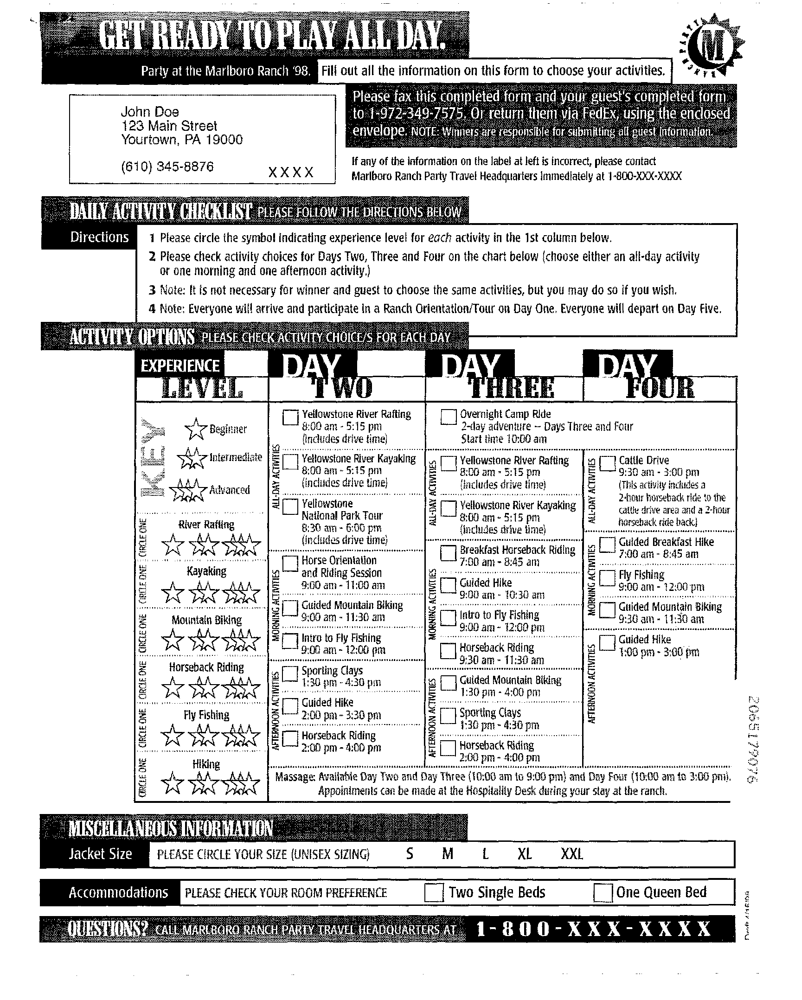 GET READY TO PLAY ALL DAY.
Party at the Marlboro Ranch '98. Fill out all the information on this form to choose your activities.
PARTY M RANCH
John Doe
123 Main Street
Yourtown, PA 19000
(610) 345-8876 XXXX
Please fax this completed form and your guest's completed form
to 1-972-349-7575. Or return them via FedEx, using the enclosed
envelope. NOTE: Winners are responsible for submitting all guest information.
If any of the information on the label at left is incorrect, please contact
Marlboro Ranch Party Travel Headquarters immediately at 1-800-XXX-XXXX
DAILY ACTIVITY CHECKLIST PLEASE FOLLOW THE DIRECTIONS BELOW
Directions
1 Please circle the symbol indicating experience level for each activity in the 1st column below.
2 Please check activity choices for Days Two, Three and Four on the chart below (choose either an all-day activity
or one morning and one afternoon activity.)
3 Note: It is not necessary for winner and guest to choose the same activities, but you may do so if you wish.
4 Note: Everyone will arrive and participate in a Ranch Orientation/Tour on Day One. Everyone will depart on Day Five.
ACTIVITY OPTIONS PLEASE CHECK ACTIVITY CHOICE/S FOR EACH DAY
EXPERIENCE
LEVEL
KEY
Beginner
Intermediate
Advanced
CIRCLE ONE
River Rafting
CIRCLE ONE
Kayaking
CIRCLE ONE
Mountain Biking
CIRCLE ONE
Horseback Riding
CIRCLE ONE
Fly Fishing
CIRCLE ONE
Hiking
DAY
TWO
ALL-DAY ACTIVITIES
Yellowstone River Rafting
8:00 am - 5:15 pm
(includes drive time)
Yellowstone River Kayaking
8:00 am - 5:15 pm
(includes drive time)
Yellowstone
National Park Tour
8:30 am - 6:00 pm
(includes drive time)
MORNING ACTIVITIES
Horse Orientation
and Riding Session
9:00 am - 11:00 am
Guided Mountain Biking
9:00 am - 11:30 am
Intro to Fly Fishing
9:00 am - 12:00 pm
AFTERNOON ACTIVITIES
Sporting Clays
1:30 pm - 4:30 pm
Guided Hike
2:00 pm - 3:30 pm
Horseback Riding
2:00 pm - 4:00 pm
DAY
THREE
Overnight Camp Ride
2-day adventure -- Days Three and Four
Start time 10:00 am
ALL-DAY ACTIVITIES
Yellowstone River Rafting
8:00 am - 5:15 pm
(includes drive time)
Yellowstone River Kayaking
8:00 am - 5:15 pm
(includes drive time)
MORNING ACTIVITIES
Breakfast Horseback Riding
7:00 am - 8:45 am
Guided Hike
9:00 am - 10:30 am
Intro to Fly Fishing
9:00 am - 12:00 pm
Horseback Riding
9:30 am - 11:30 am
AFTERNOON ACTIVITIES
Guided Mountain Biking
1:30 pm - 4:00 pm
Sporting Clays
1:30 pm - 4:30 pm
Horseback Riding
2:00 pm - 4:00 pm
DAY
FOUR
ALL-DAY ACTIVITIES
Cattle Drive
9:30 am - 3:00 pm
(This activity includes a
2-hour horseback ride to the
cattle drive area and a 2-hour
horseback ride back.)
MORNING ACTIVITIES
Guided Breakfast Hike
7:00 am - 8:45 am
Fly Fishing
9:00 am - 12:00 pm
Guided Mountain Biking
9:30 am - 11:30 am
AFTERNOON ACTIVITIES
Guided Hike
1:00 pm - 3:00 pm
Massage: Available Day Two and Day Three (10:00 am to 9:00 pm) and Day Four (10:00 am to 3:00 pm).
Appointments can be made at the Hospitality Desk during your stay at the ranch.
2065179076
MISCELLANEOUS INFORMATION
Jacket Size PLEASE CIRCLE YOUR SIZE (UNISEX SIZING) S M L XL XXL
Accommodations PLEASE CHECK YOUR ROOM PREFERENCE Two Single Beds One Queen Bed
QUESTIONS? CALL MARLBORO RANCH PARTY TRAVEL HEADQUARTERS AT 1-800-XXX-XXXX